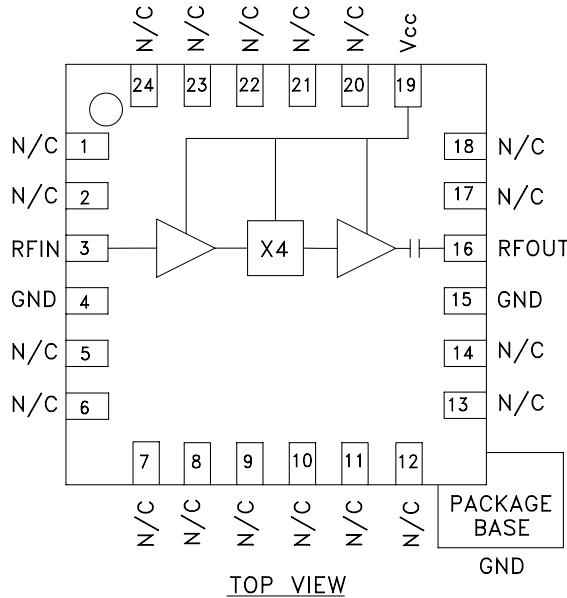 N/C N/C N/C N/C N/C Vcc
24 23 22 21 20 19
N/C 1 18 N/C
N/C 2 17 N/C
RFIN 3 X4 16 RFOUT
GND 4 15 GND
N/C 5 14 N/C
N/C 6 13 N/C
7 8 9 10 11 12
N/C N/C N/C N/C N/C N/C
PACKAGE
BASE
GND
TOP VIEW